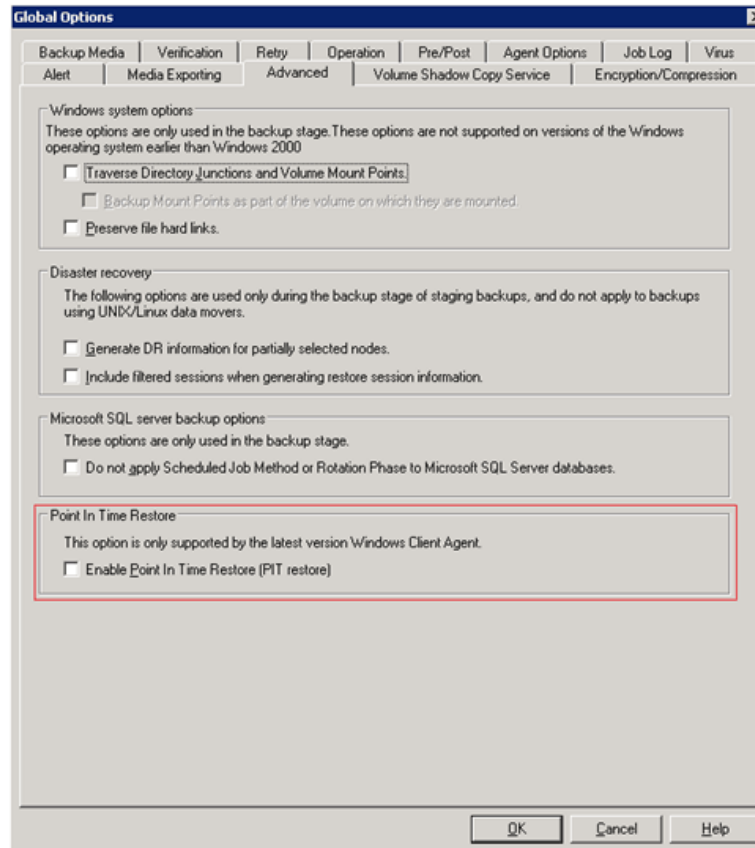 Global Options
Backup Media Verification Retry Operation Pre/Post Agent Options Job Log Virus
Alert Media Exporting Advanced Volume Shadow Copy Service Encryption/Compression
Windows system options
These options are only used in the backup stage.These options are not supported on versions of the Windows
operating system earlier than Windows 2000
Traverse Directory Junctions and Volume Mount Points.
Backup Mount Points as part of the volume on which they are mounted.
Preserve file hard links.
Disaster recovery
The following options are used only during the backup stage of staging backups, and do not apply to backups
using UNIX/Linux data movers.
Generate DR information for partially selected nodes.
Include filtered sessions when generating restore session information.
Microsoft SQL server backup options
These options are only used in the backup stage.
Do not apply Scheduled Job Method or Rotation Phase to Microsoft SQL Server databases.
Point In Time Restore
This option is only supported by the latest version Windows Client Agent.
Enable Point In Time Restore (PIT restore)
OK Cancel Help